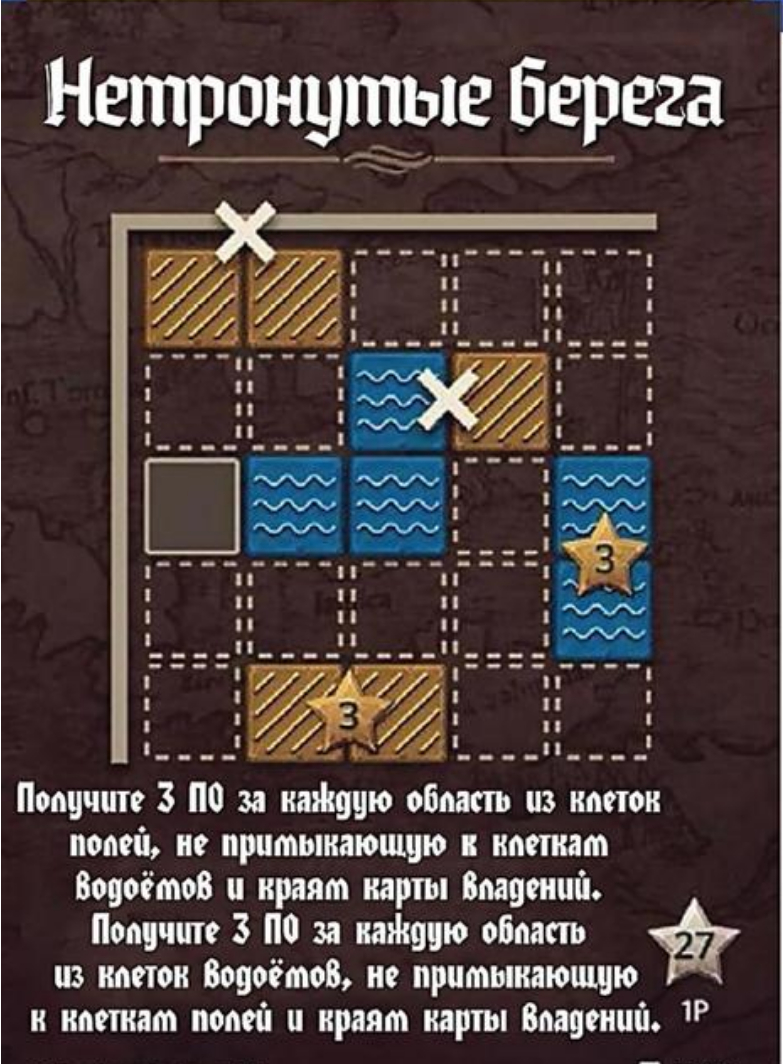 Нетронутые берега
3
3
Получите 3 ПО за каждую область из клеток
полей, не примыкающую к клеткам
водоёмов и краям карты владений.
Получите 3 ПО за каждую область
из клеток водоёмов, не примыкающую
к клеткам полей и краям карты владений.
27
1P